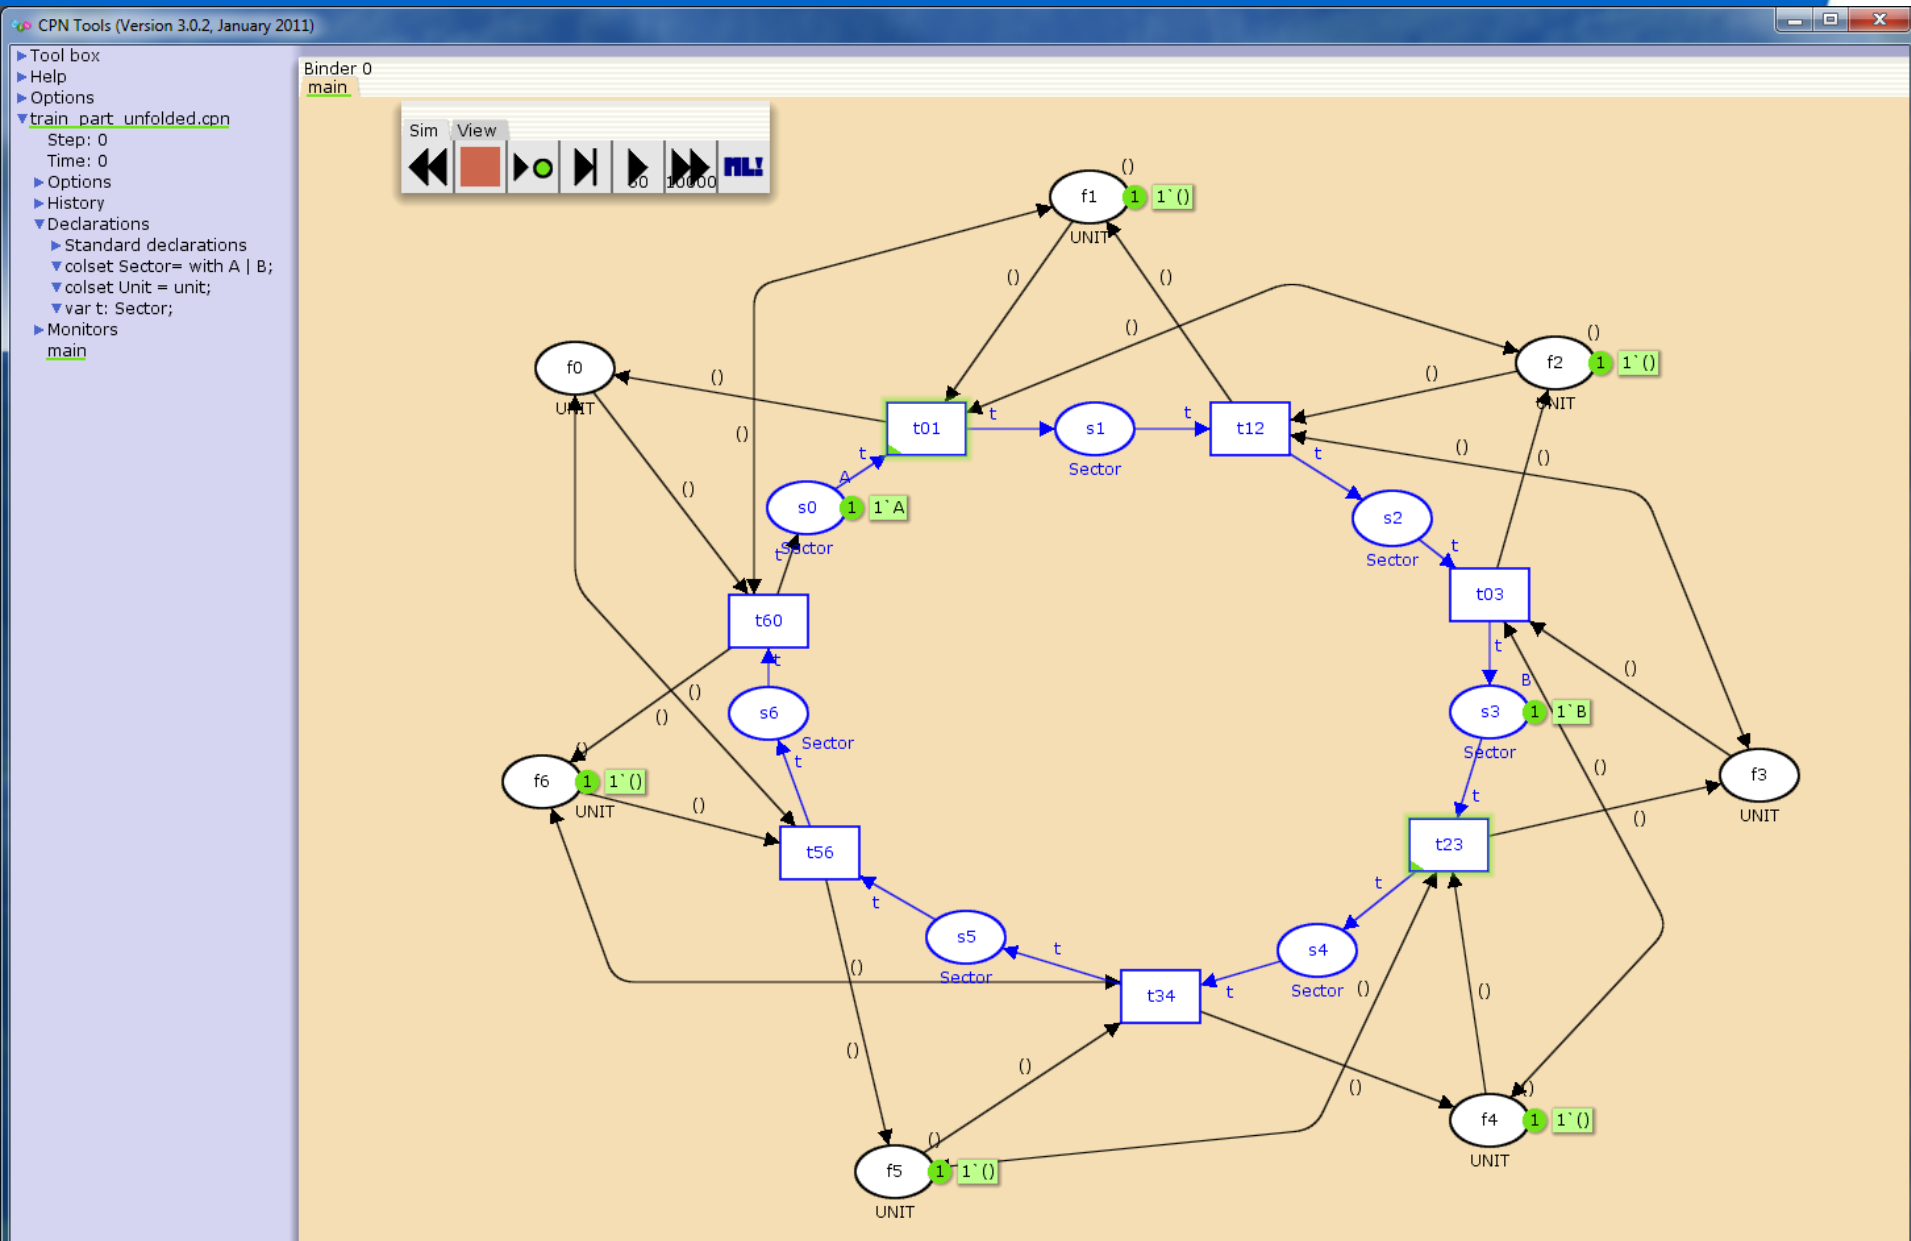 CPN Tools (Version 3.0.2, January 2011)
Tool box
Help
Options
train_part_unfolded.cpn
Step: 0
Time: 0
Options
History
Declarations
Standard declarations
colset Sector= with A | B;
colset Unit = unit;
var t: Sector;
Monitors
main
Binder 0
main
Sim View
50 10000 ML!
()
f1 1 1`()
UNIT
() ()
()
()
f2 1 1`()
UNIT
f0
UNIT
()
()
()
t01 t s1 t t12
Sector
()
()
t
t
A
s0 1 1`A
Sector
()
t
s2
Sector
t
t03
t60
t
t
()
B
s3 1 1`B
Sector
()
()
s6
Sector
t
()
f3
UNIT
()
f6 1 1`()
UNIT
()
t
()
t56
t23
t
t
s5
Sector
t
s4
Sector
t
()
()
()
t34
()
()
()
()
f4 1 1`()
UNIT
()
f5 1 1`()
UNIT